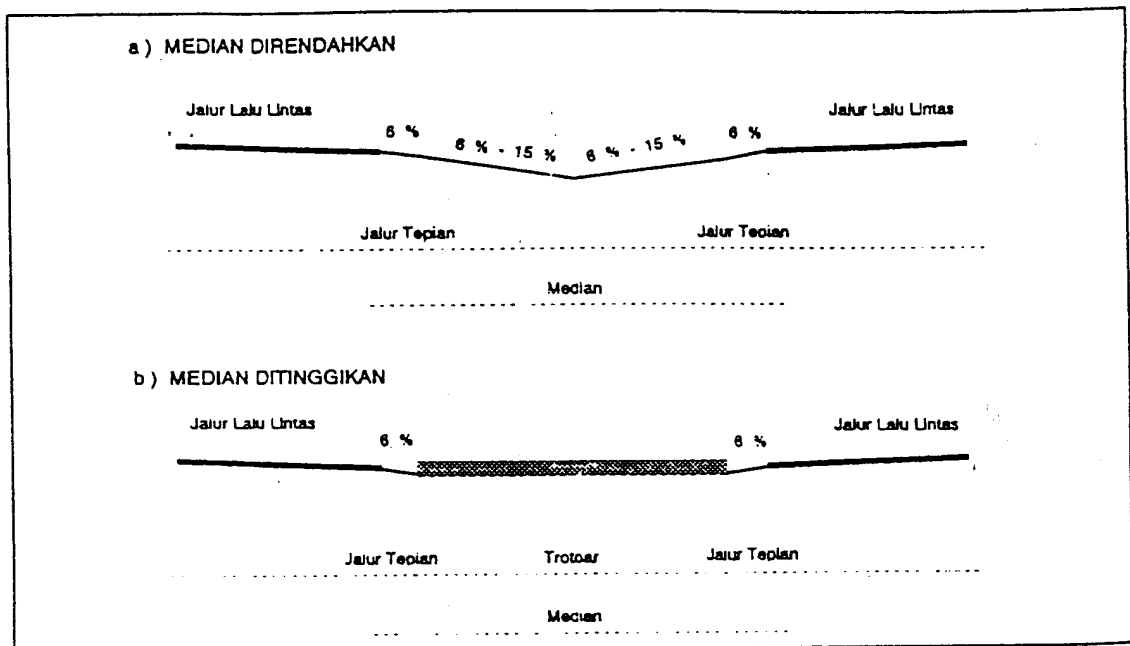 a ) MEDIAN DIRENDAHKAN
Jalur Lalu Lintas Jalur Lalu Lintas
6 % 6 % - 15 % 6 % - 15 % 6 %
Jalur Tepian Jalur Tepian
Median
b ) MEDIAN DITINGGIKAN
Jalur Lalu Lintas Jalur Lalu Lintas
6 % 6 %
Jalur Tepian Trotoar Jalur Tepian
Median